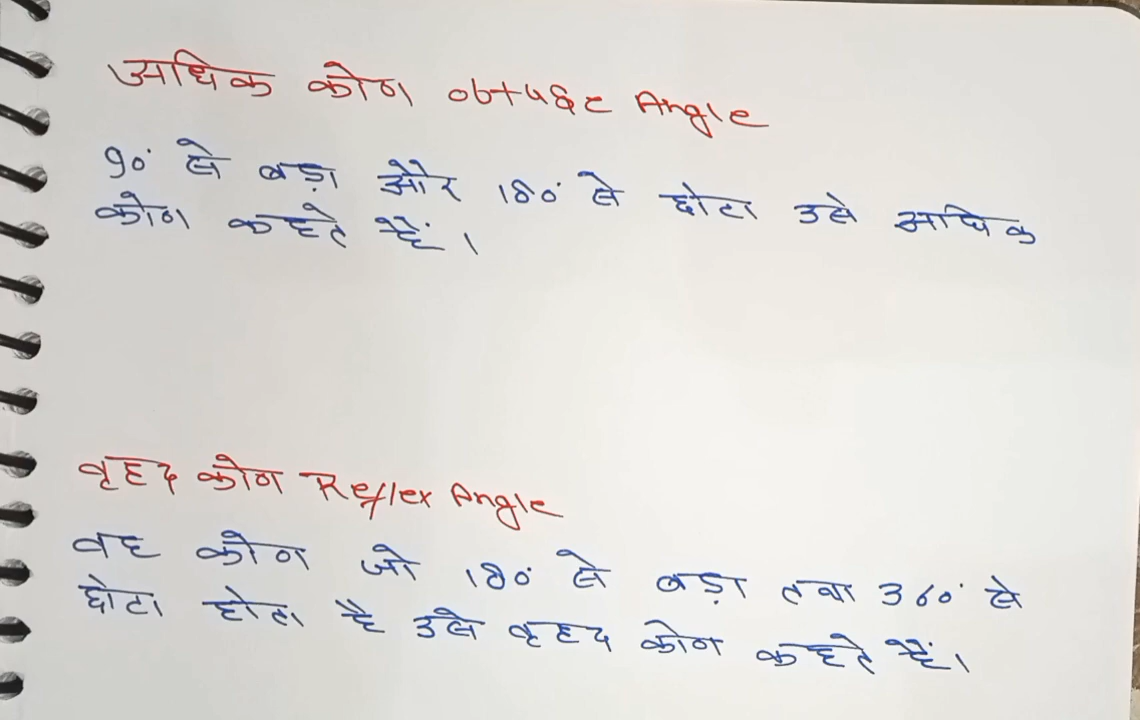 अधिक कोण obtuse Angle
90° से बड़ा और 180° से छोटा उसे अधिक
कोण कहते हैं।
वृहद कोण Reflex Angle
वह कोण जो 180° से बड़ा तथा 360° से
छोटा होता है उसे वृहद कोण कहते हैं।